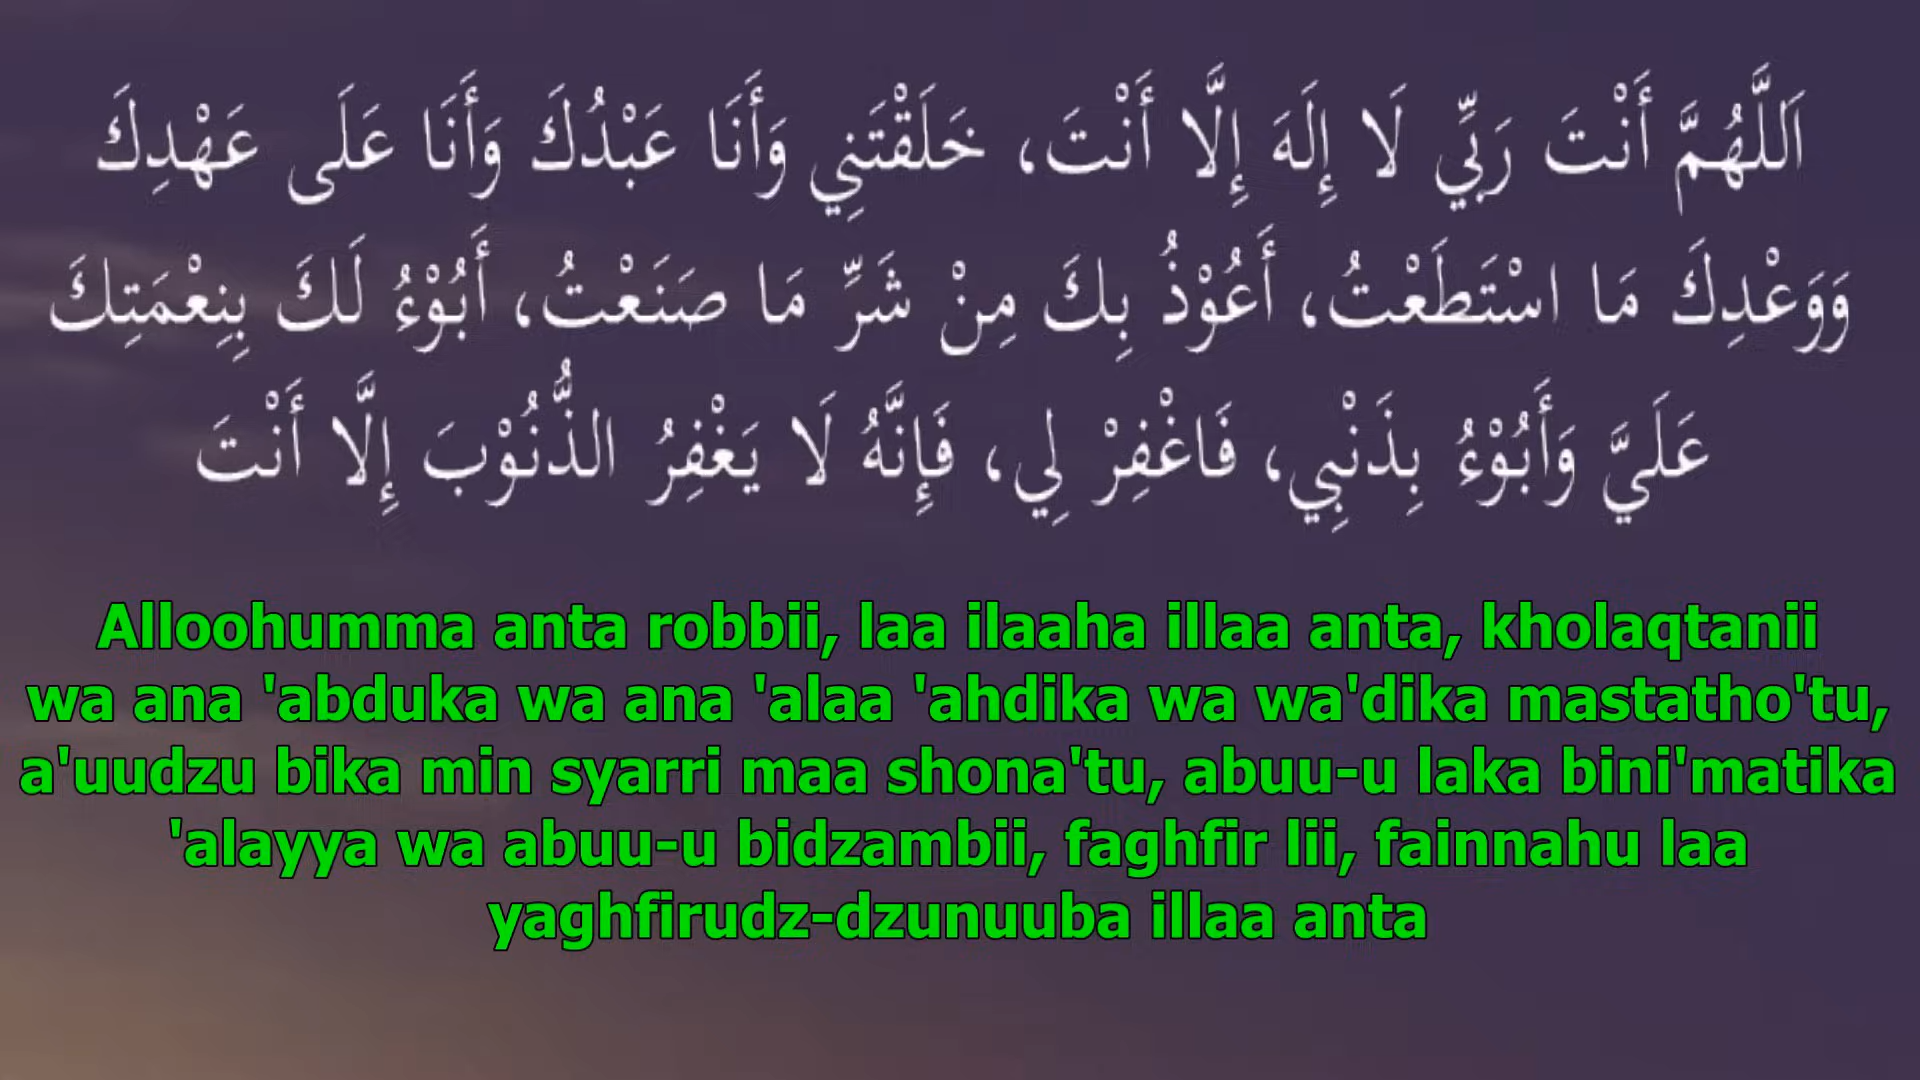 اَللَّهُمَّ أَنْتَ رَبِّي لَا إِلَهَ إِلَّا أَنْتَ، خَلَقْتَنِي وَأَنَا عَبْدُكَ وَأَنَا عَلَى عَهْدِكَ
وَوَعْدِكَ مَا اسْتَطَعْتُ، أَعُوْذُ بِكَ مِنْ شَرِّ مَا صَنَعْتُ، أَبُوْءُ لَكَ بِنِعْمَتِكَ
عَلَيَّ وَأَبُوْءُ بِذَنْبِي، فَاغْفِرْ لِي، فَإِنَّهُ لَا يَغْفِرُ الذُّنُوْبَ إِلَّا أَنْتَ
Alloohumma anta robbii, laa ilaaha illaa anta, kholaqtanii
wa ana 'abduka wa ana 'alaa 'ahdika wa wa'dika mastatho'tu,
a'uudzu bika min syarri maa shona'tu, abuu-u laka bini'matika
'alayya wa abuu-u bidzambii, faghfir lii, fainnahu laa
yaghfirudz-dzunuuba illaa anta